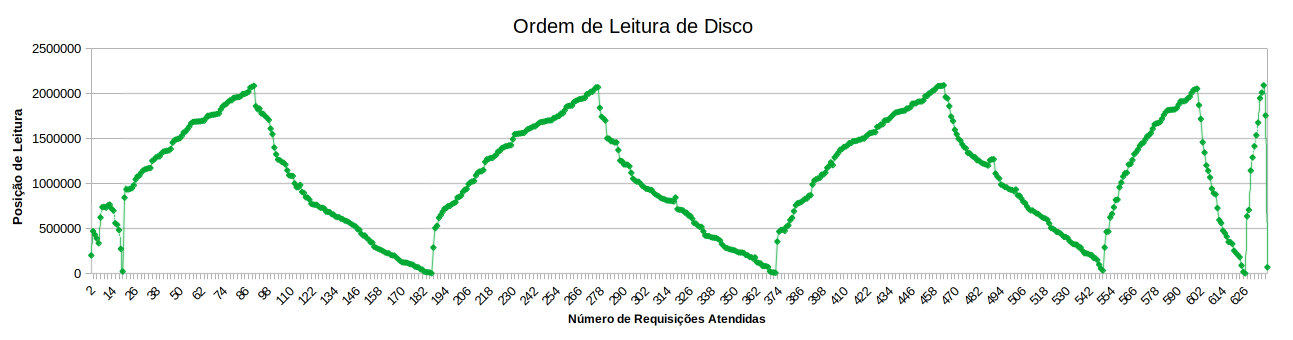 Ordem de Leitura de Disco
Posição de Leitura
2500000
2000000
1500000
1000000
500000
0
2 14 26 38 50 62 74 86 98 110 122 134 146 158 170 182 194 206 218 230 242 254 266 278 290 302 314 326 338 350 362 374 386 398 410 422 434 446 458 470 482 494 506 518 530 542 554 566 578 590 602 614 626
Número de Requisições Atendidas